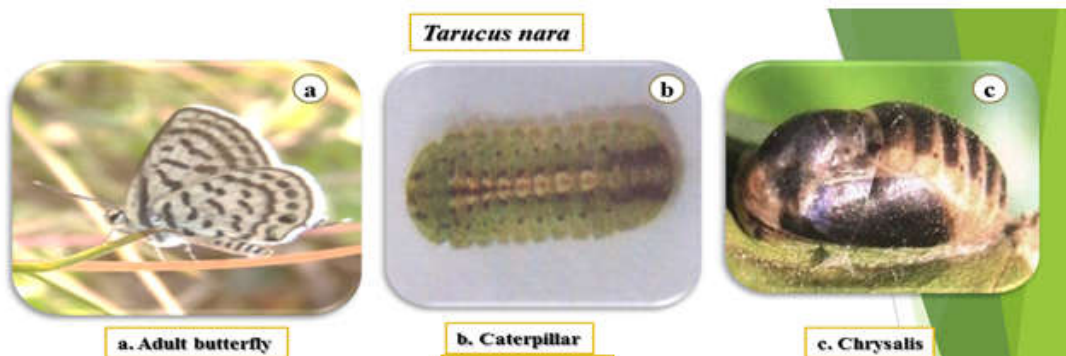 Tarucus nara
a
b
c
a. Adult butterfly
b. Caterpillar
c. Chrysalis